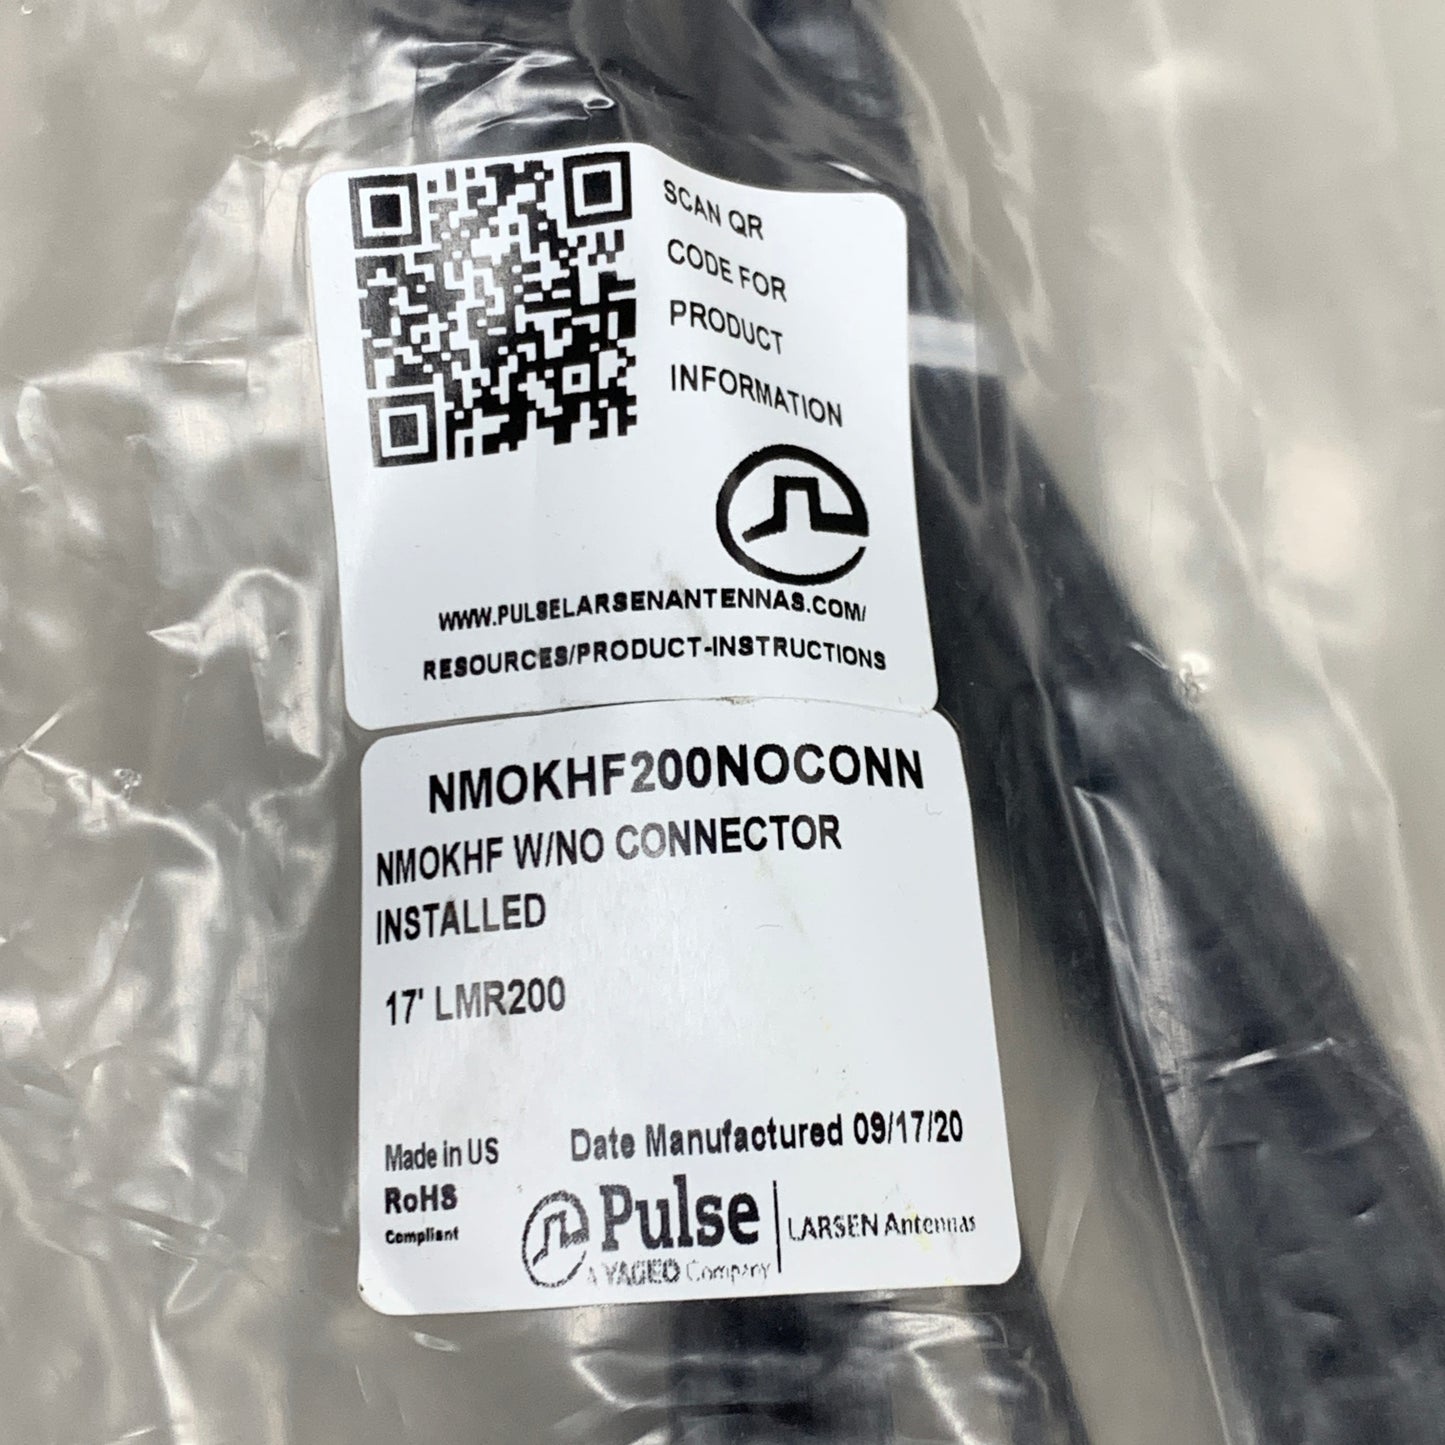 SCAN QR
CODE FOR
PRODUCT
INFORMATION
WWW.PULSELARSENANTENNAS.COM/
RESOURCES/PRODUCT-INSTRUCTIONS
NMOKHF200NOCONN
NMOKHF W/NO CONNECTOR
INSTALLED
17' LMR200
Made in US
Date Manufactured 09/17/20
RoHS
Compliant
Pulse
LARSEN Antennas
A YAGEO Company